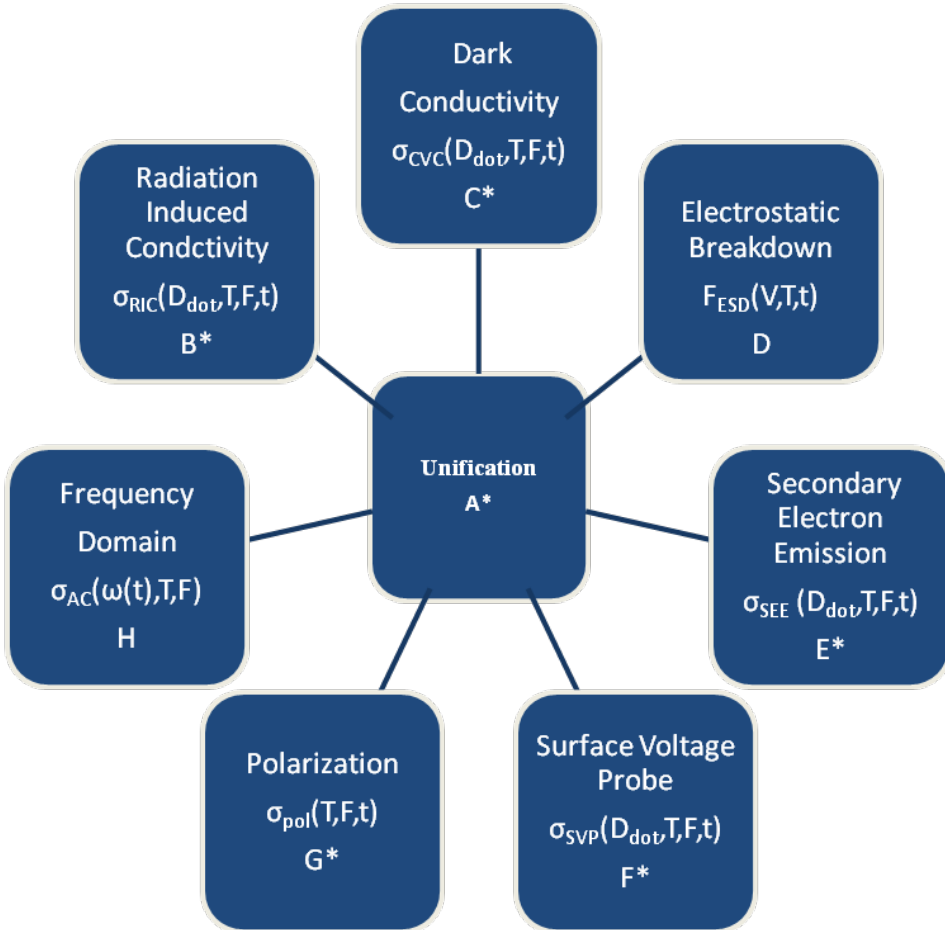 Dark
Conductivity
σCVC(Ddot,T,F,t)
C*
Radiation
Induced
Condctivity
σRIC(Ddot,T,F,t)
B*
Electrostatic
Breakdown
FESD(V,T,t)
D
Unification
A*
Frequency
Domain
σAC(ω(t),T,F)
H
Secondary
Electron
Emission
σSEE (Ddot,T,F,t)
E*
Polarization
σpol(T,F,t)
G*
Surface Voltage
Probe
σSVP(Ddot,T,F,t)
F*